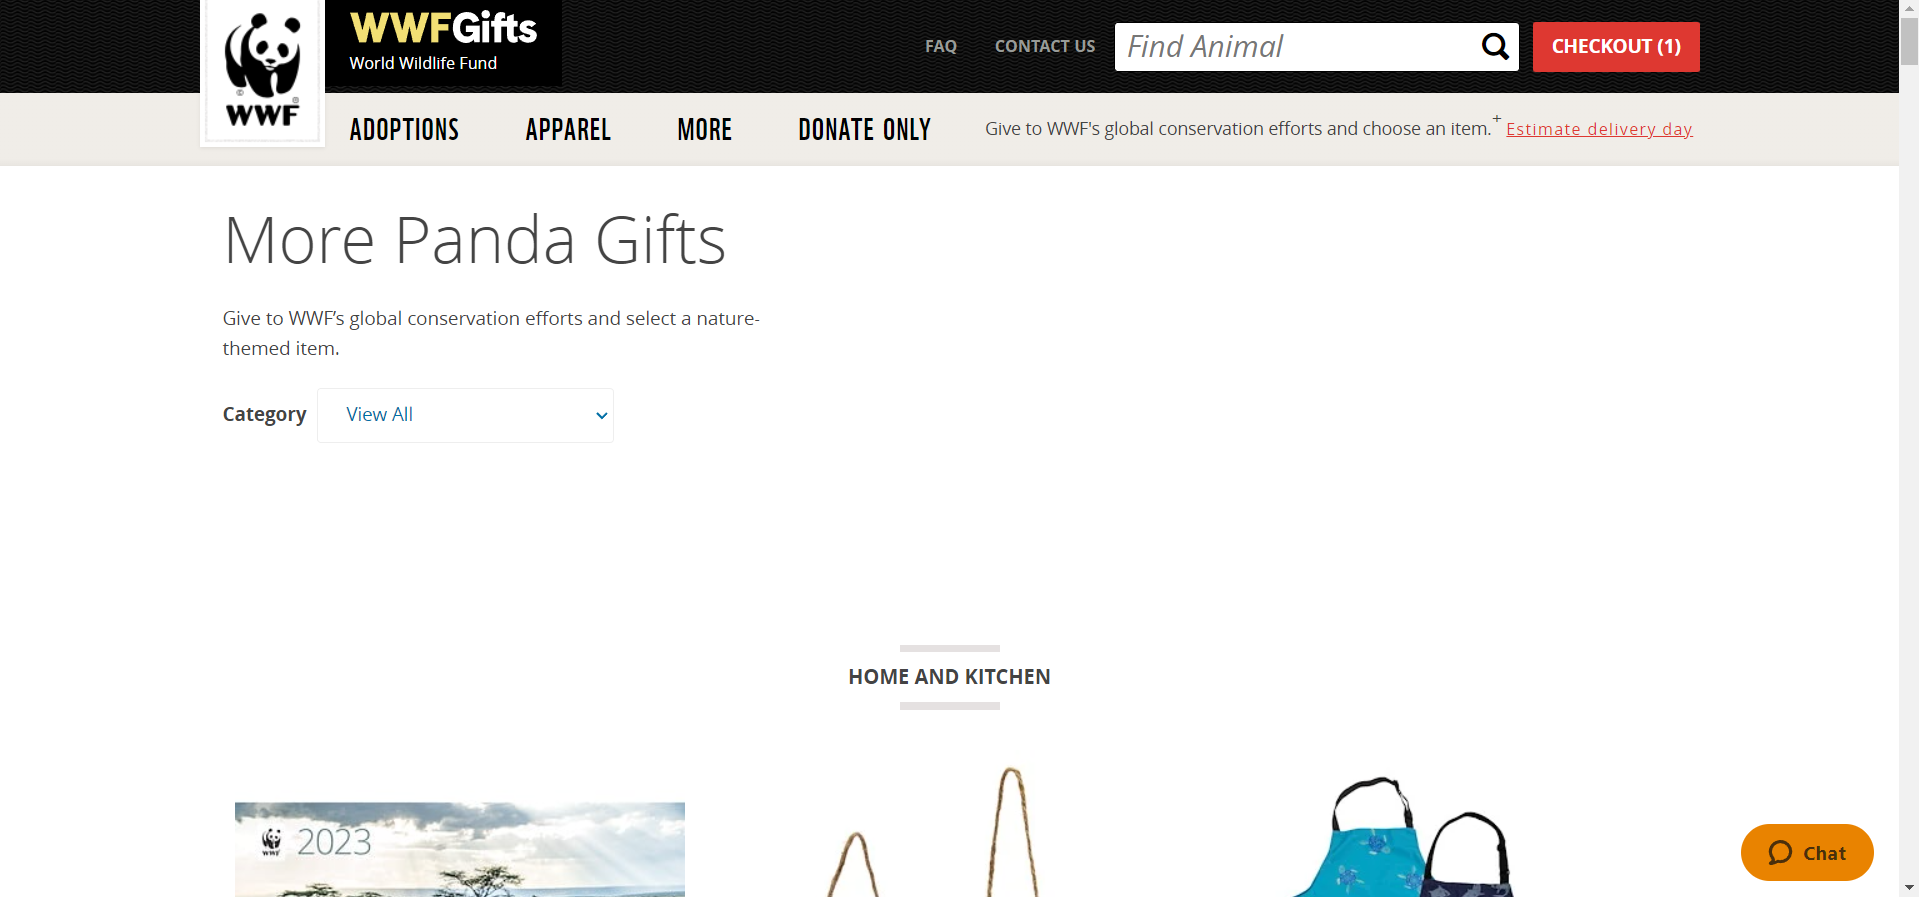 WWF
WWFGifts
World Wildlife Fund
FAQ
CONTACT US
Find Animal
CHECKOUT (1)
ADOPTIONS
APPAREL
MORE
DONATE ONLY
Give to WWF's global conservation efforts and choose an item.+ Estimate delivery day
More Panda Gifts
Give to WWF’s global conservation efforts and select a nature-
themed item.
Category
View All
HOME AND KITCHEN
WWF
2023
Chat